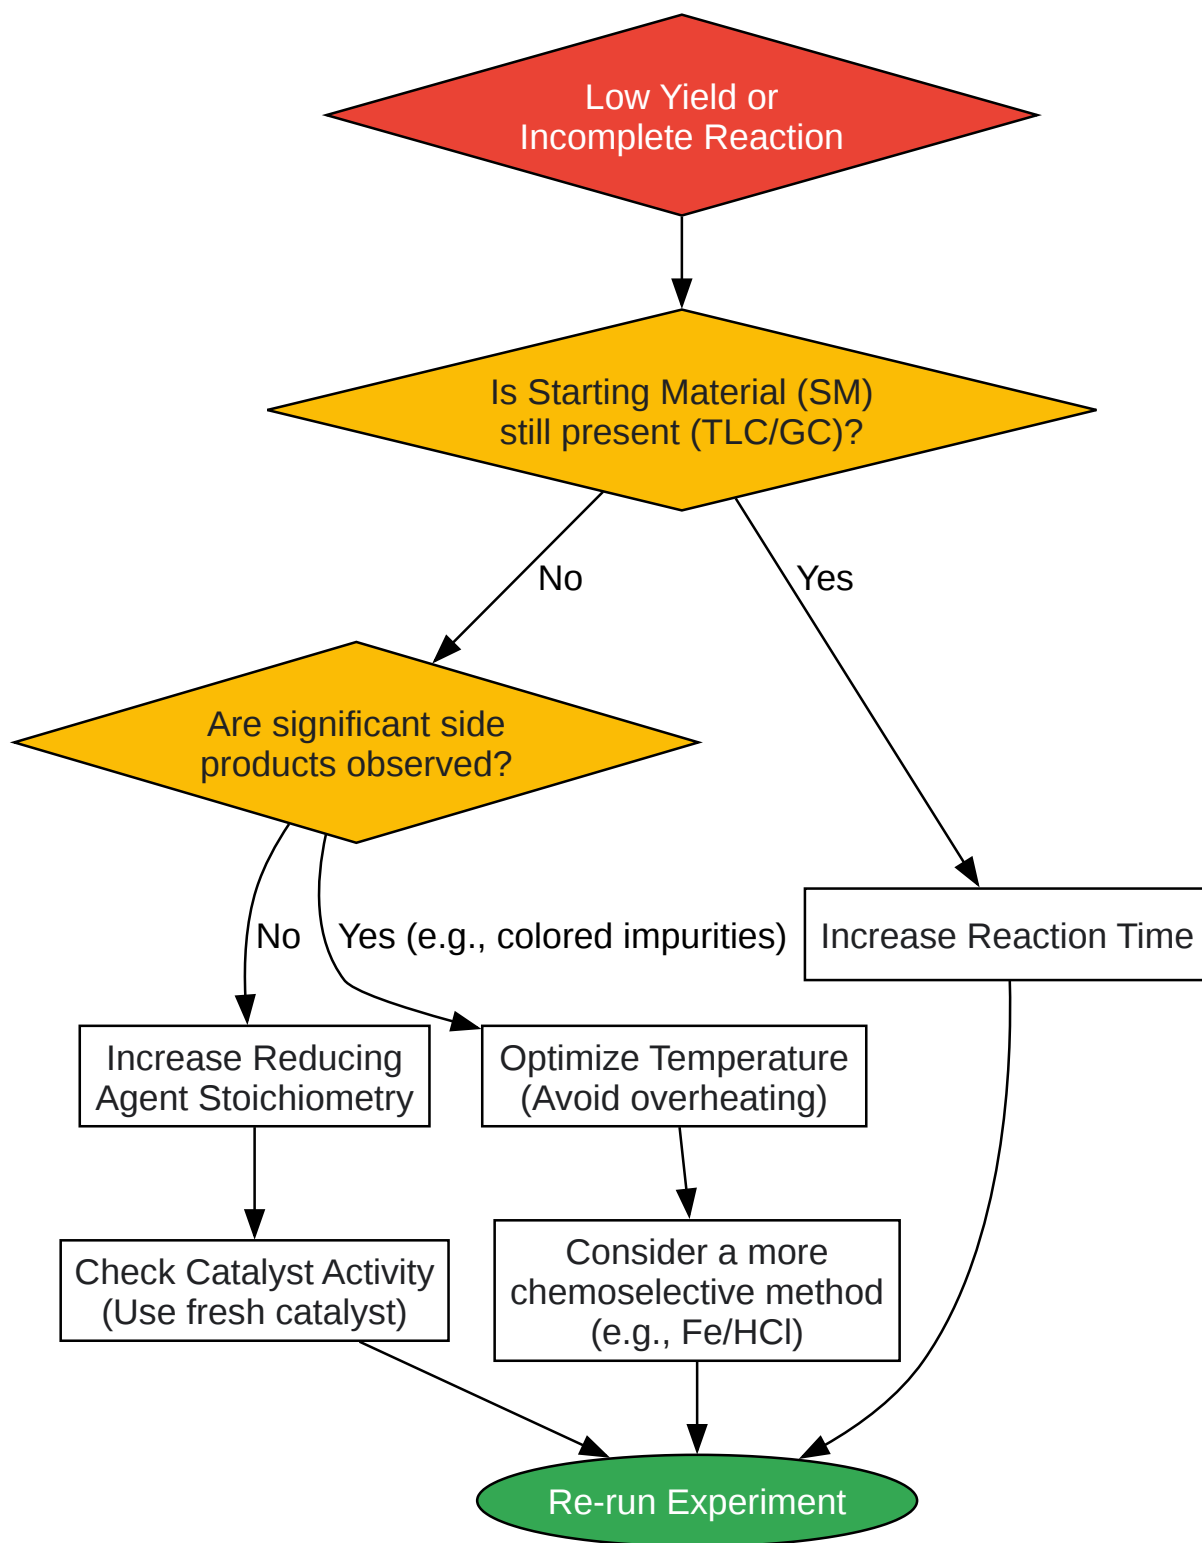 Low Yield or
Incomplete Reaction
Is Starting Material (SM)
still present (TLC/GC)?
No
Yes
Are significant side
products observed?
No
Yes (e.g., colored impurities)
Increase Reaction Time
Increase Reducing
Agent Stoichiometry
Optimize Temperature
(Avoid overheating)
Check Catalyst Activity
(Use fresh catalyst)
Consider a more
chemoselective method
(e.g., Fe/HCl)
Re-run Experiment